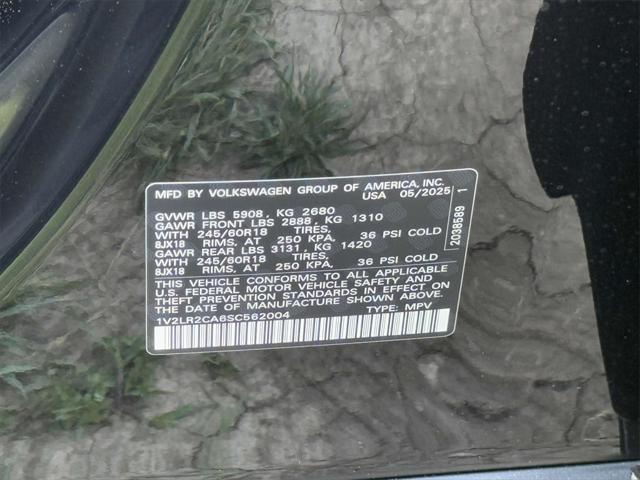 MFD BY VOLKSWAGEN GROUP OF AMERICA, INC.
USA 05/2025
GVWR LBS 5908, KG 2680
GAWR FRONT LBS 2888, KG 1310
WITH 245/60R18 TIRES,
8JX18 RIMS, AT 250 KPA, 36 PSI COLD
GAWR REAR LBS 3131, KG 1420
WITH 245/60R18 TIRES,
8JX18 RIMS, AT 250 KPA, 36 PSI COLD
THIS VEHICLE CONFORMS TO ALL APPLICABLE
U.S. FEDERAL MOTOR VEHICLE SAFETY AND
THEFT PREVENTION STANDARDS IN EFFECT ON
THE DATE OF MANUFACTURE SHOWN ABOVE.
1V2LR2CA6SC562004 TYPE: MPV
2038589 1